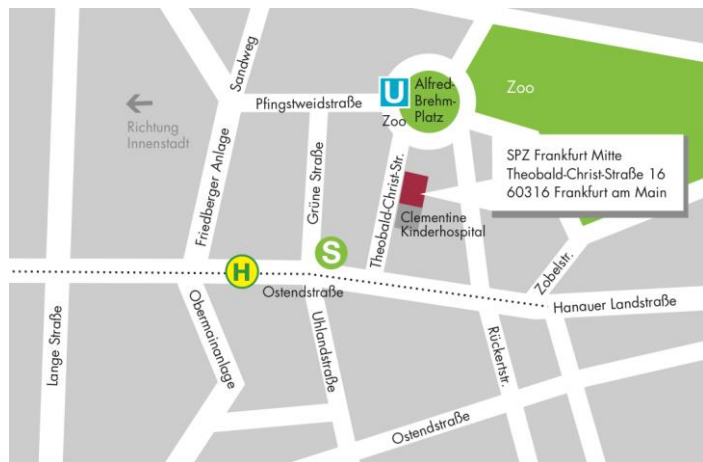 Sandweg
Pfingstweidstraße
U
Zoo
Alfred-
Brehm-
Platz
Zoo
Richtung
Innenstadt
Friedberger Anlage
Grüne Straße
Theobald-Christ-Str.
SPZ Frankfurt Mitte
Theobald-Christ-Straße 16
60316 Frankfurt am Main
Clementine
Kinderhospital
S
H
Ostendstraße
Zobelstr.
Hanauer Landstraße
Lange Straße
Obermainanlage
Uhlandstraße
Rückertstr.
Ostendstraße